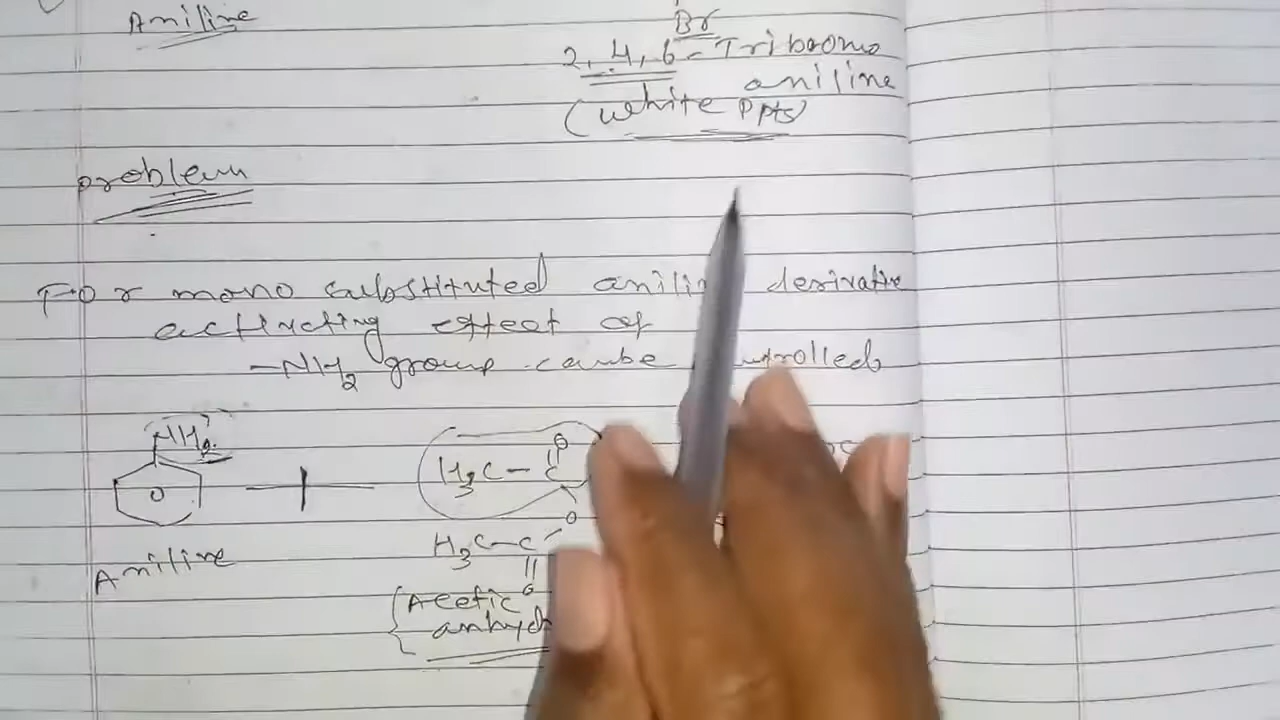 Aniline
Br
2,4,6-Tribromo
aniline
(white ppts)
problem
For mono substituted derivative
effect of
-NH2 group
NH2
H3C-C
O
O
H3C-C
O
Aniline
Acetic